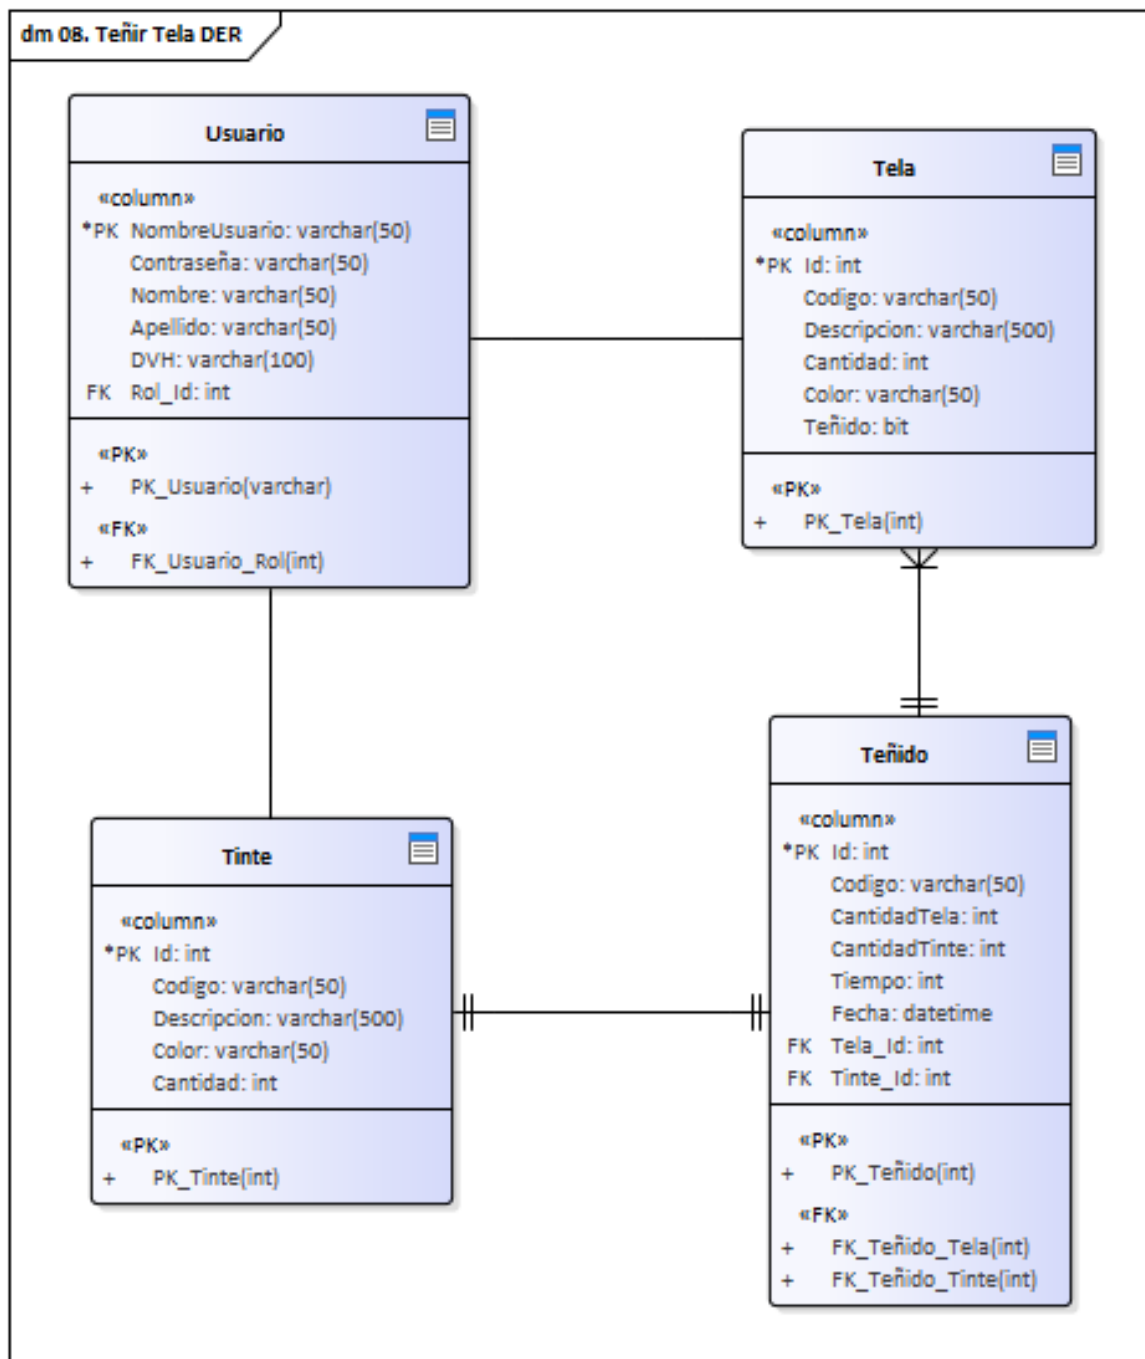 dm 08. Teñir Tela DER
Usuario
«column»
*PK NombreUsuario: varchar(50)
Contraseña: varchar(50)
Nombre: varchar(50)
Apellido: varchar(50)
DVH: varchar(100)
FK Rol_Id: int
«PK»
+ PK_Usuario(varchar)
«FK»
+ FK_Usuario_Rol(int)
Tela
«column»
*PK Id: int
Codigo: varchar(50)
Descripcion: varchar(500)
Cantidad: int
Color: varchar(50)
Teñido: bit
«PK»
+ PK_Tela(int)
Tinte
«column»
*PK Id: int
Codigo: varchar(50)
Descripcion: varchar(500)
Color: varchar(50)
Cantidad: int
«PK»
+ PK_Tinte(int)
Teñido
«column»
*PK Id: int
Codigo: varchar(50)
CantidadTela: int
CantidadTinte: int
Tiempo: int
Fecha: datetime
FK Tela_Id: int
FK Tinte_Id: int
«PK»
+ PK_Teñido(int)
«FK»
+ FK_Teñido_Tela(int)
+ FK_Teñido_Tinte(int)